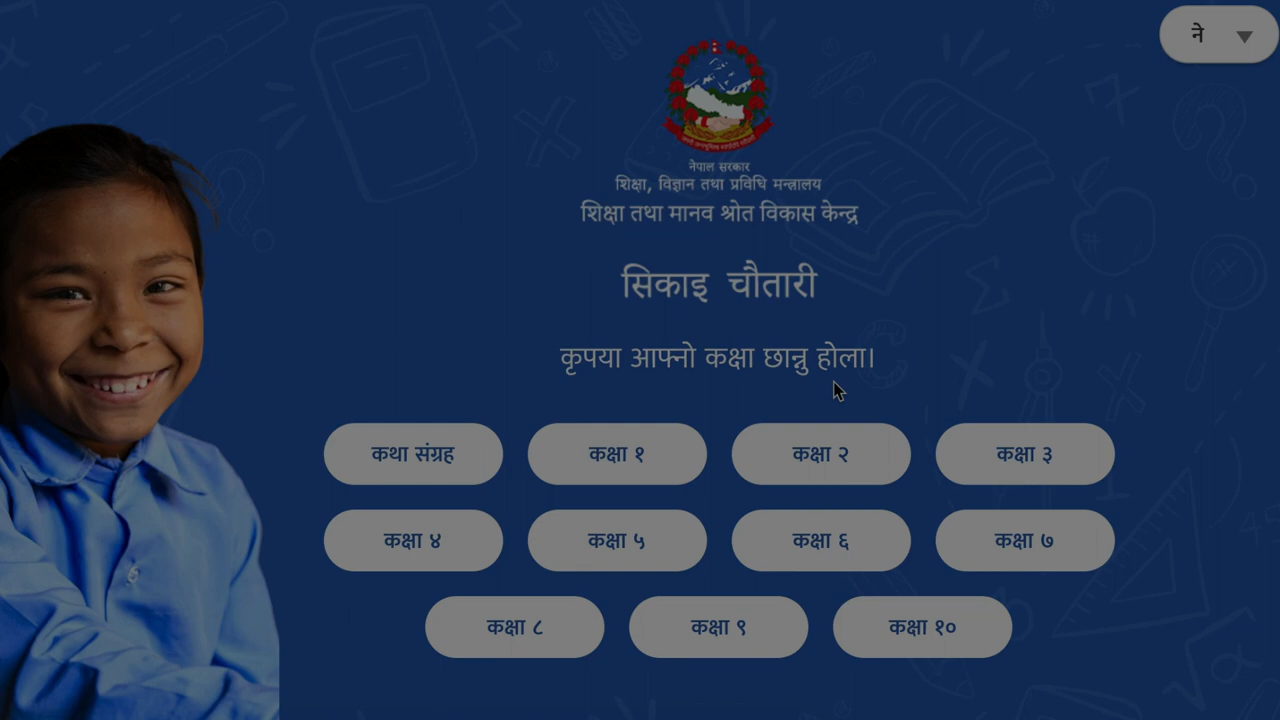 ने
नेपाल सरकार
शिक्षा, विज्ञान तथा प्रविधि मन्त्रालय
शिक्षा तथा मानव श्रोत विकास केन्द्र
सिकाइ चौतारी
कृपया आफ्नो कक्षा छान्नु होला।
कथा संग्रह कक्षा १ कक्षा २ कक्षा ३
कक्षा ४ कक्षा ५ कक्षा ६ कक्षा ७
कक्षा ८ कक्षा ९ कक्षा १०